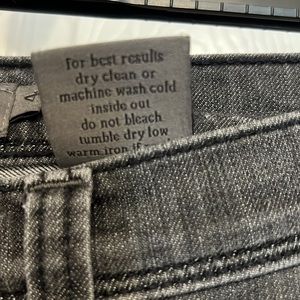 for best results
dry clean or
machine wash cold
inside out
do not bleach
tumble dry low
warm iron if